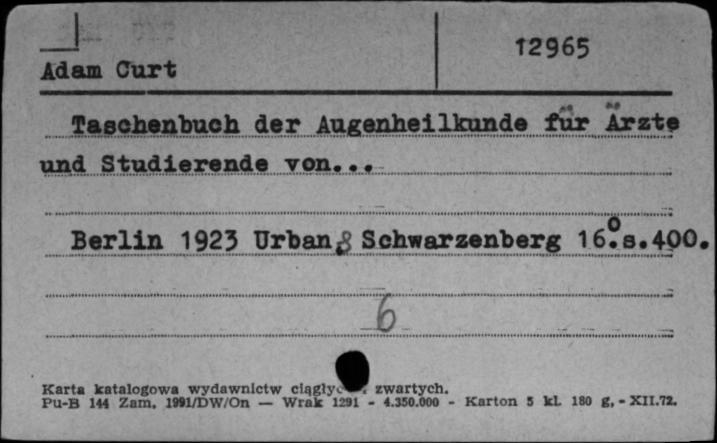 12965
Adam Curt
Taschenbuch der Augenheilkunde für Ärzte
und Studierende von...
Berlin 1923 Urban & Schwarzenberg 16.° s.400.
6
Karta katalogowa wydawnictw zwartych.
Pu-B 144 Zam. 1991/DW/On — Wrak 1291 - 4.350.000 - Karton 5 kl. 180 g. - XII.72.